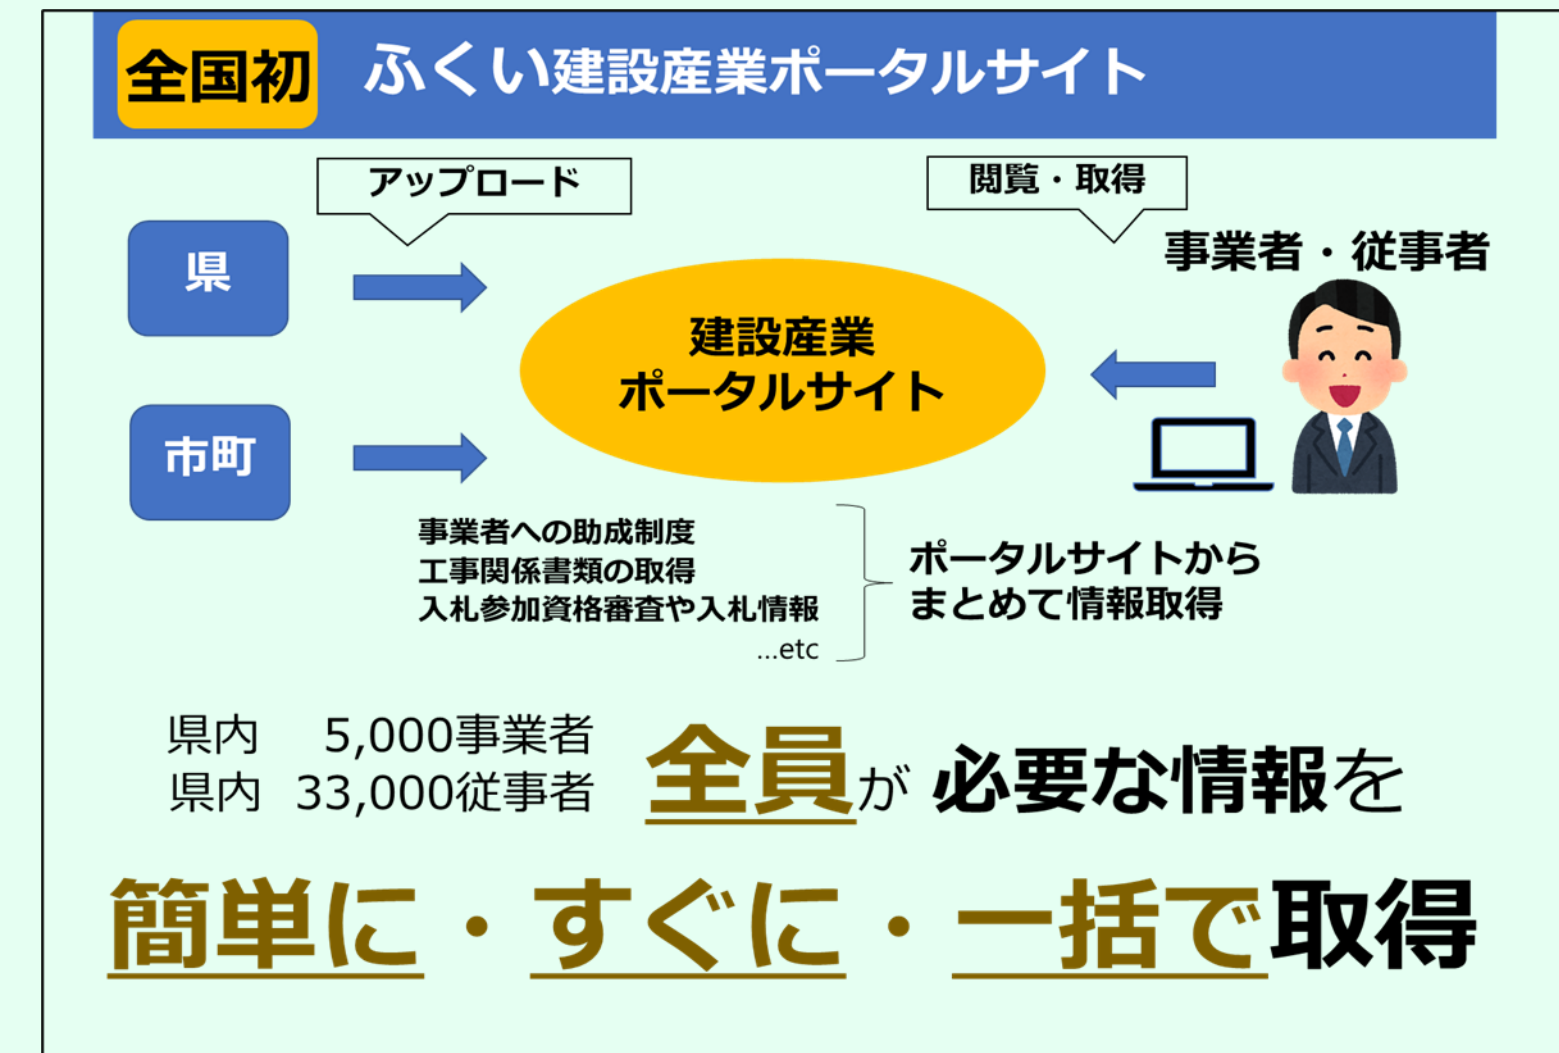 全国初 ふくい建設産業ポータルサイト
アップロード
閲覧・取得
県
事業者・従事者
建設産業
ポータルサイト
市町
事業者への助成制度
工事関係書類の取得
入札参加資格審査や入札情報
...etc
ポータルサイトから
まとめて情報取得
県内 5,000事業者
県内 33,000従事者
全員が 必要な情報を
簡単に・すぐに・一括で取得